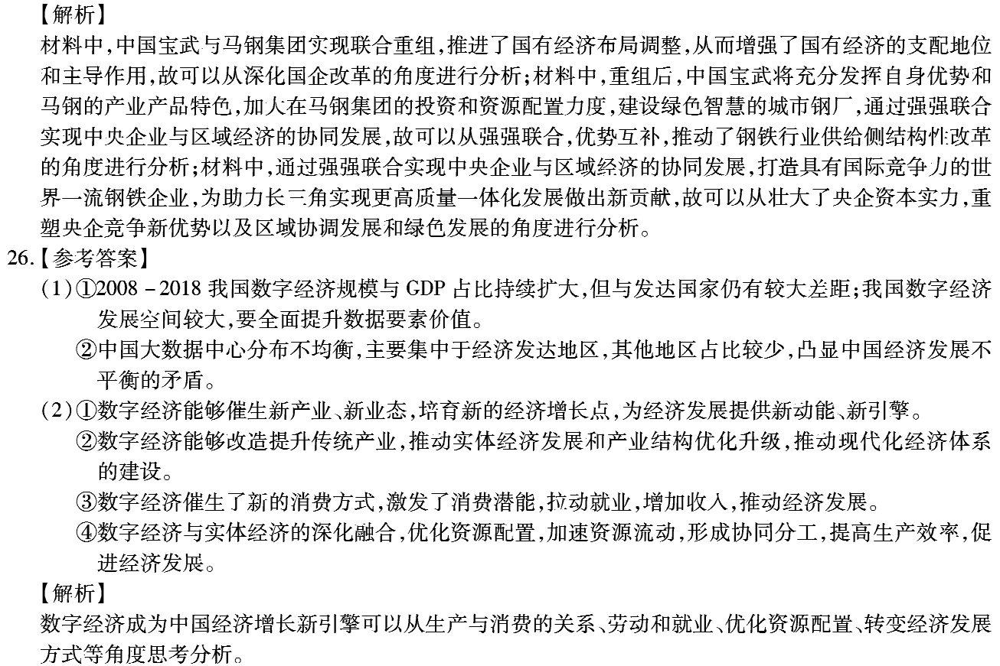 【解析】
材料中,中国宝武与马钢集团实现联合重组,推进了国有经济布局调整,从而增强了国有经济的支配地位
和主导作用,故可以从深化国企改革的角度进行分析;材料中,重组后,中国宝武将充分发挥自身优势和
马钢的产业产品特色,加大在马钢集团的投资和资源配置力度,建设绿色智慧的城市钢厂,通过强强联合
实现中央企业与区域经济的协同发展,故可以从强强联合,优势互补,推动了钢铁行业供给侧结构性改革
的角度进行分析;材料中,通过强强联合实现中央企业与区域经济的协同发展,打造具有国际竞争力的世
界一流钢铁企业,为助力长三角实现更高质量一体化发展做出新贡献,故可以从壮大了央企资本实力,重
塑央企竞争新优势以及区域协调发展和绿色发展的角度进行分析。
26.【参考答案】
(1)①2008-2018我国数字经济规模与GDP占比持续扩大,但与发达国家仍有较大差距;我国数字经济
发展空间较大,要全面提升数据要素价值。
②中国大数据中心分布不均衡,主要集中于经济发达地区,其他地区占比较少,凸显中国经济发展不
平衡的矛盾。
(2)①数字经济能够催生新产业、新业态,培育新的经济增长点,为经济发展提供新动能、新引擎。
②数字经济能够改造提升传统产业,推动实体经济发展和产业结构优化升级,推动现代化经济体系
的建设。
③数字经济催生了新的消费方式,激发了消费潜能,拉动就业,增加收入,推动经济发展。
④数字经济与实体经济的深化融合,优化资源配置,加速资源流动,形成协同分工,提高生产效率,促
进经济发展。
【解析】
数字经济成为中国经济增长新引擎可以从生产与消费的关系、劳动和就业、优化资源配置、转变经济发展
方式等角度思考分析。